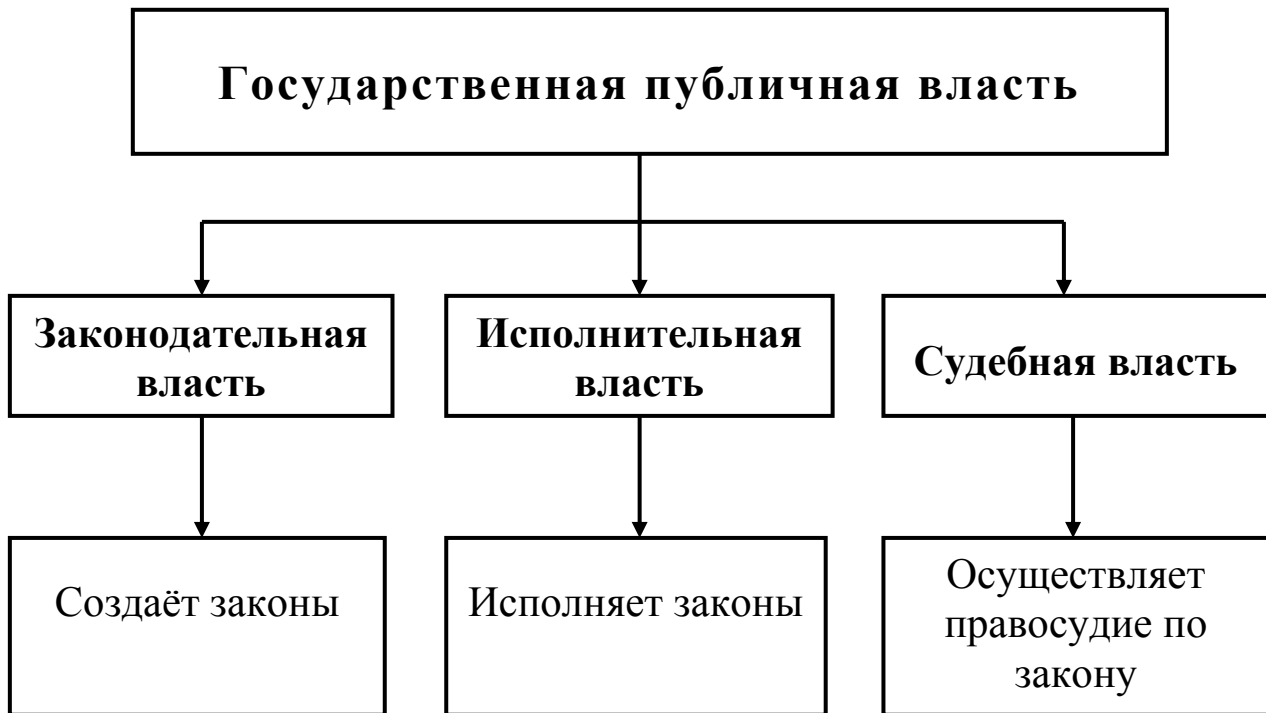 Государственная публичная власть
Законодательная
власть
Исполнительная
власть
Судебная власть
Создаёт законы
Исполняет законы
Осуществляет
правосудие по
закону